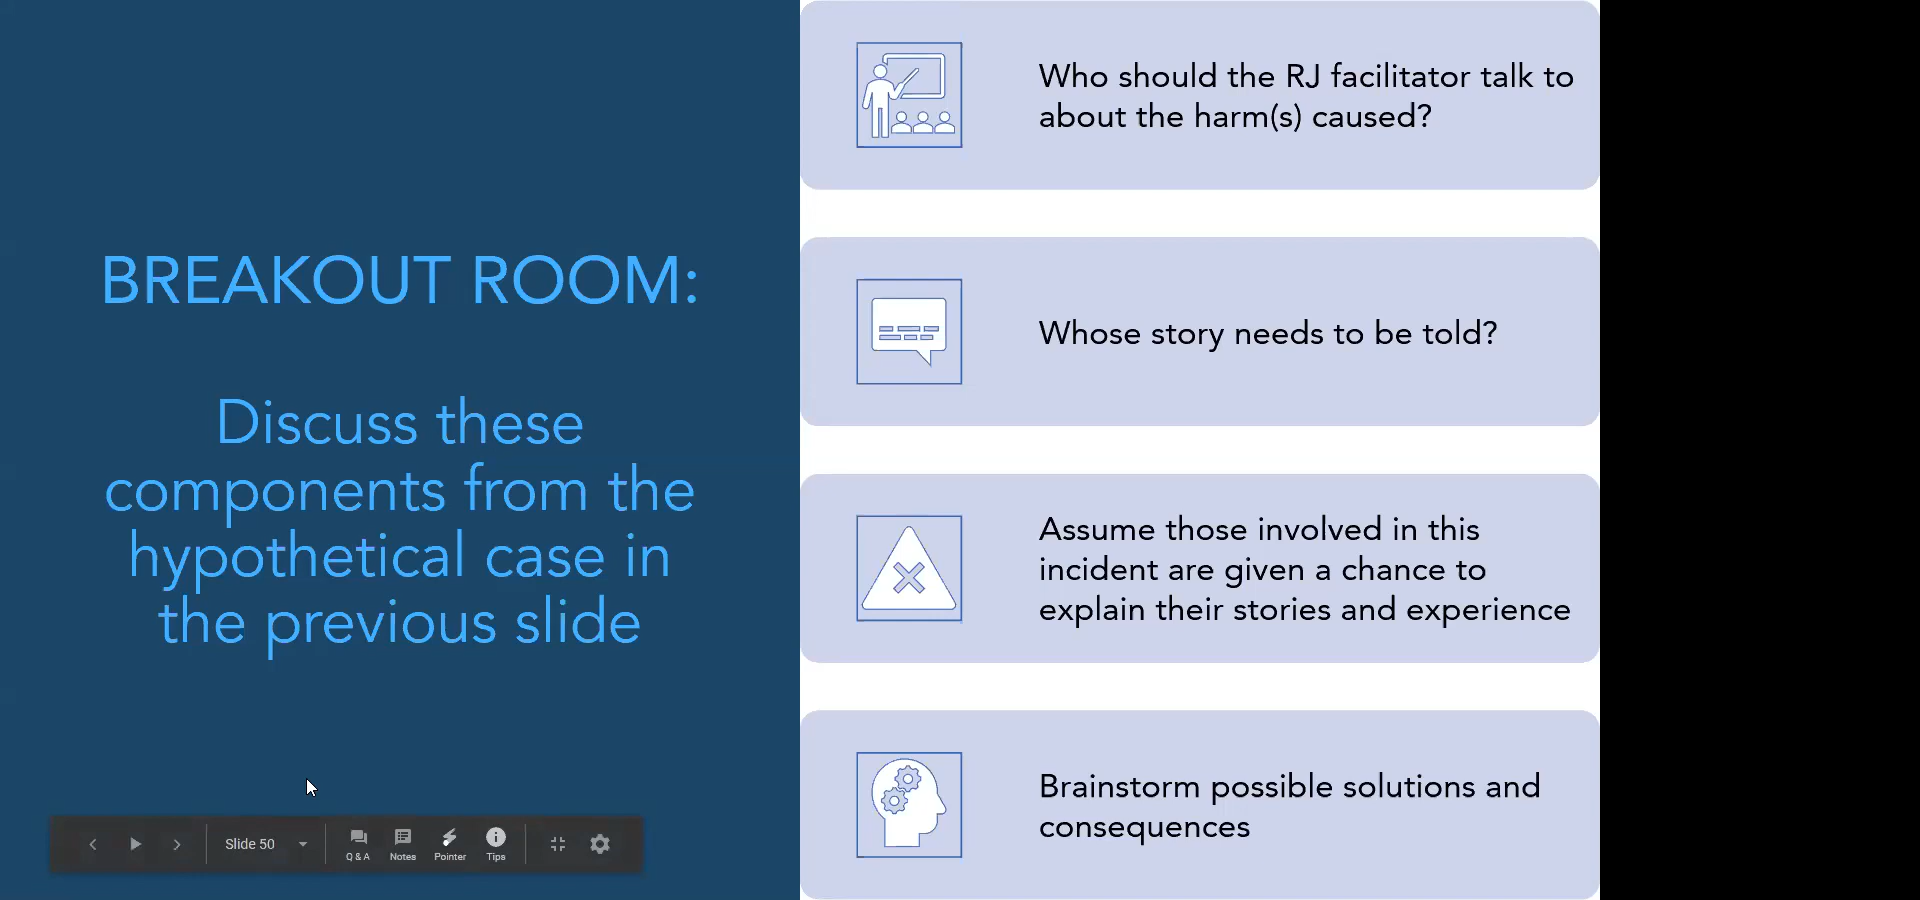 BREAKOUT ROOM:
Discuss these
components from the
hypothetical case in
the previous slide
Who should the RJ facilitator talk to
about the harm(s) caused?
Whose story needs to be told?
Assume those involved in this
incident are given a chance to
explain their stories and experience
Brainstorm possible solutions and
consequences
Slide 50
Q & A
Notes
Pointer
Tips